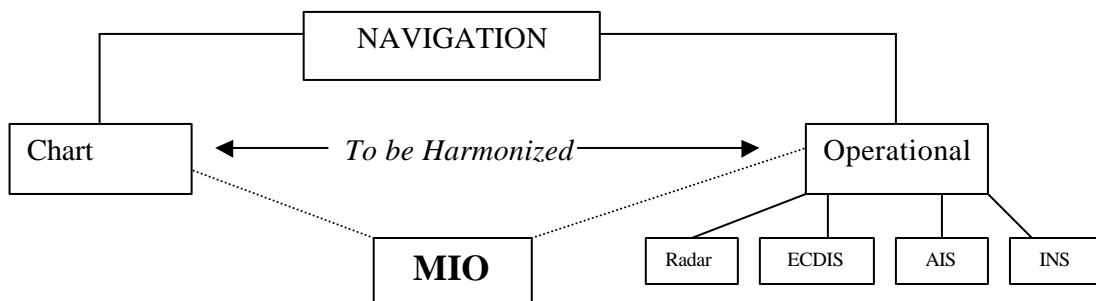 NAVIGATION
Chart
To be Harmonized
Operational
MIO
Radar
ECDIS
AIS
INS